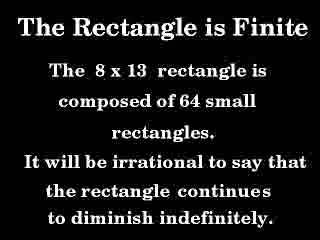 The Rectangle is Finite
The 8 x 13 rectangle is
composed of 64 small
rectangles.
It will be irrational to say that
the rectangle continues
to diminish indefinitely.